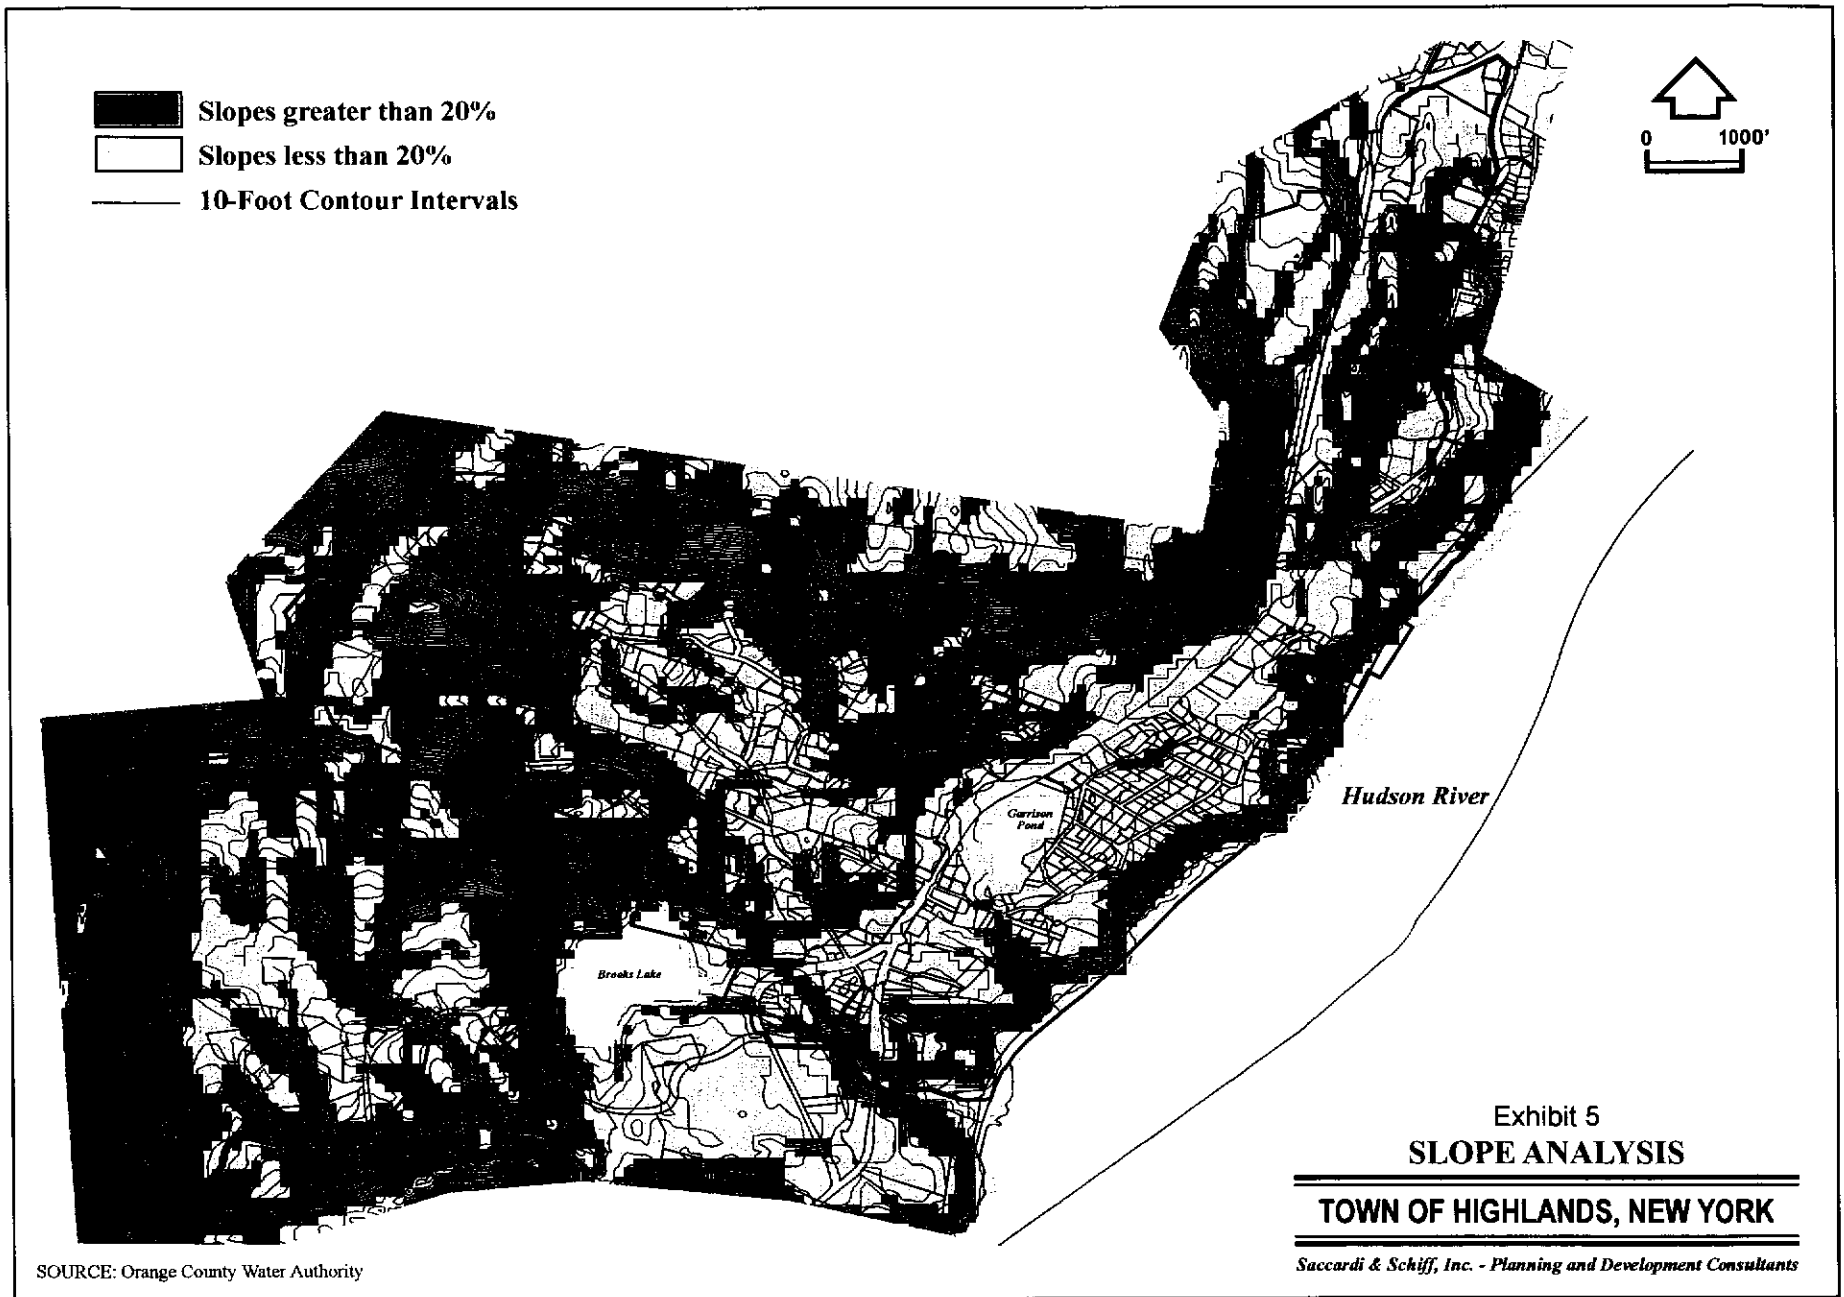 Slopes greater than 20%
Slopes less than 20%
10-Foot Contour Intervals
0 1000'
Garrison
Pond
Hudson River
Brooks Lake
Exhibit 5
SLOPE ANALYSIS
TOWN OF HIGHLANDS, NEW YORK
Saccardi & Schiff, Inc. - Planning and Development Consultants
SOURCE: Orange County Water Authority